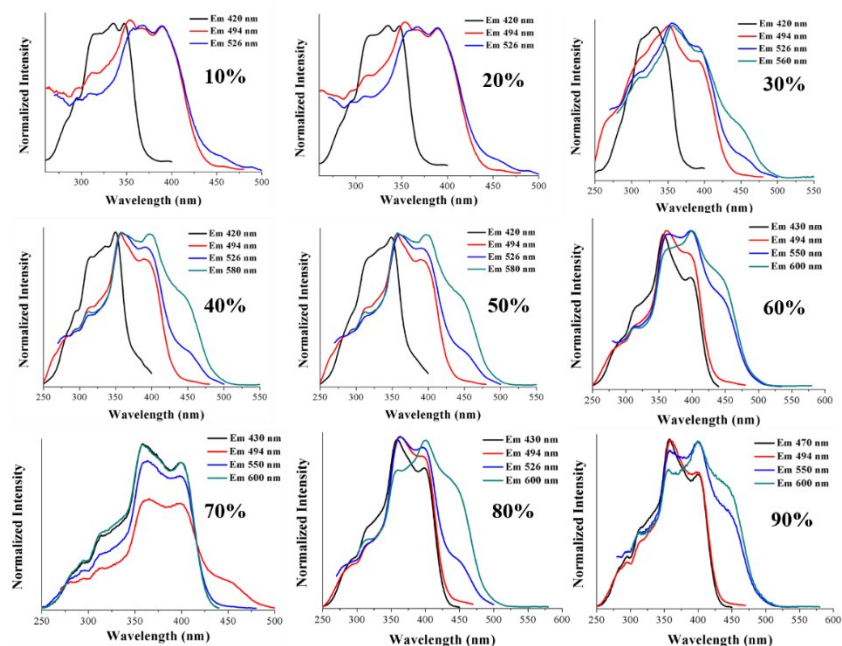 Normalized Intensity
Em 420 nm
Em 494 nm
Em 526 nm
10%
300 350 400 450 500
Wavelength (nm)
Normalized Intensity
Em 420 nm
Em 494 nm
Em 526 nm
20%
300 350 400 450 500
Wavelength (nm)
Normalized Intensity
Em 420 nm
Em 494 nm
Em 526 nm
Em 560 nm
30%
250 300 350 400 450 500 550
Wavelength (nm)
Normalized Intensity
Em 420 nm
Em 494 nm
Em 526 nm
Em 580 nm
40%
250 300 350 400 450 500 550
Wavelength (nm)
Normalized Intensity
Em 420 nm
Em 494 nm
Em 526 nm
Em 580 nm
50%
250 300 350 400 450 500 550
Wavelength (nm)
Normalized Intensity
Em 430 nm
Em 494 nm
Em 550 nm
Em 600 nm
60%
250 300 350 400 450 500 550 600
Wavelength (nm)
Normalized Intensity
Em 430 nm
Em 494 nm
Em 550 nm
Em 600 nm
70%
250 300 350 400 450 500
Wavelength (nm)
Normalized Intensity
Em 430 nm
Em 494 nm
Em 526 nm
Em 600 nm
80%
250 300 350 400 450 500 550 600
Wavelength (nm)
Normalized Intensity
Em 470 nm
Em 494 nm
Em 550 nm
Em 600 nm
90%
250 300 350 400 450 500 550 600
Wavelength (nm)